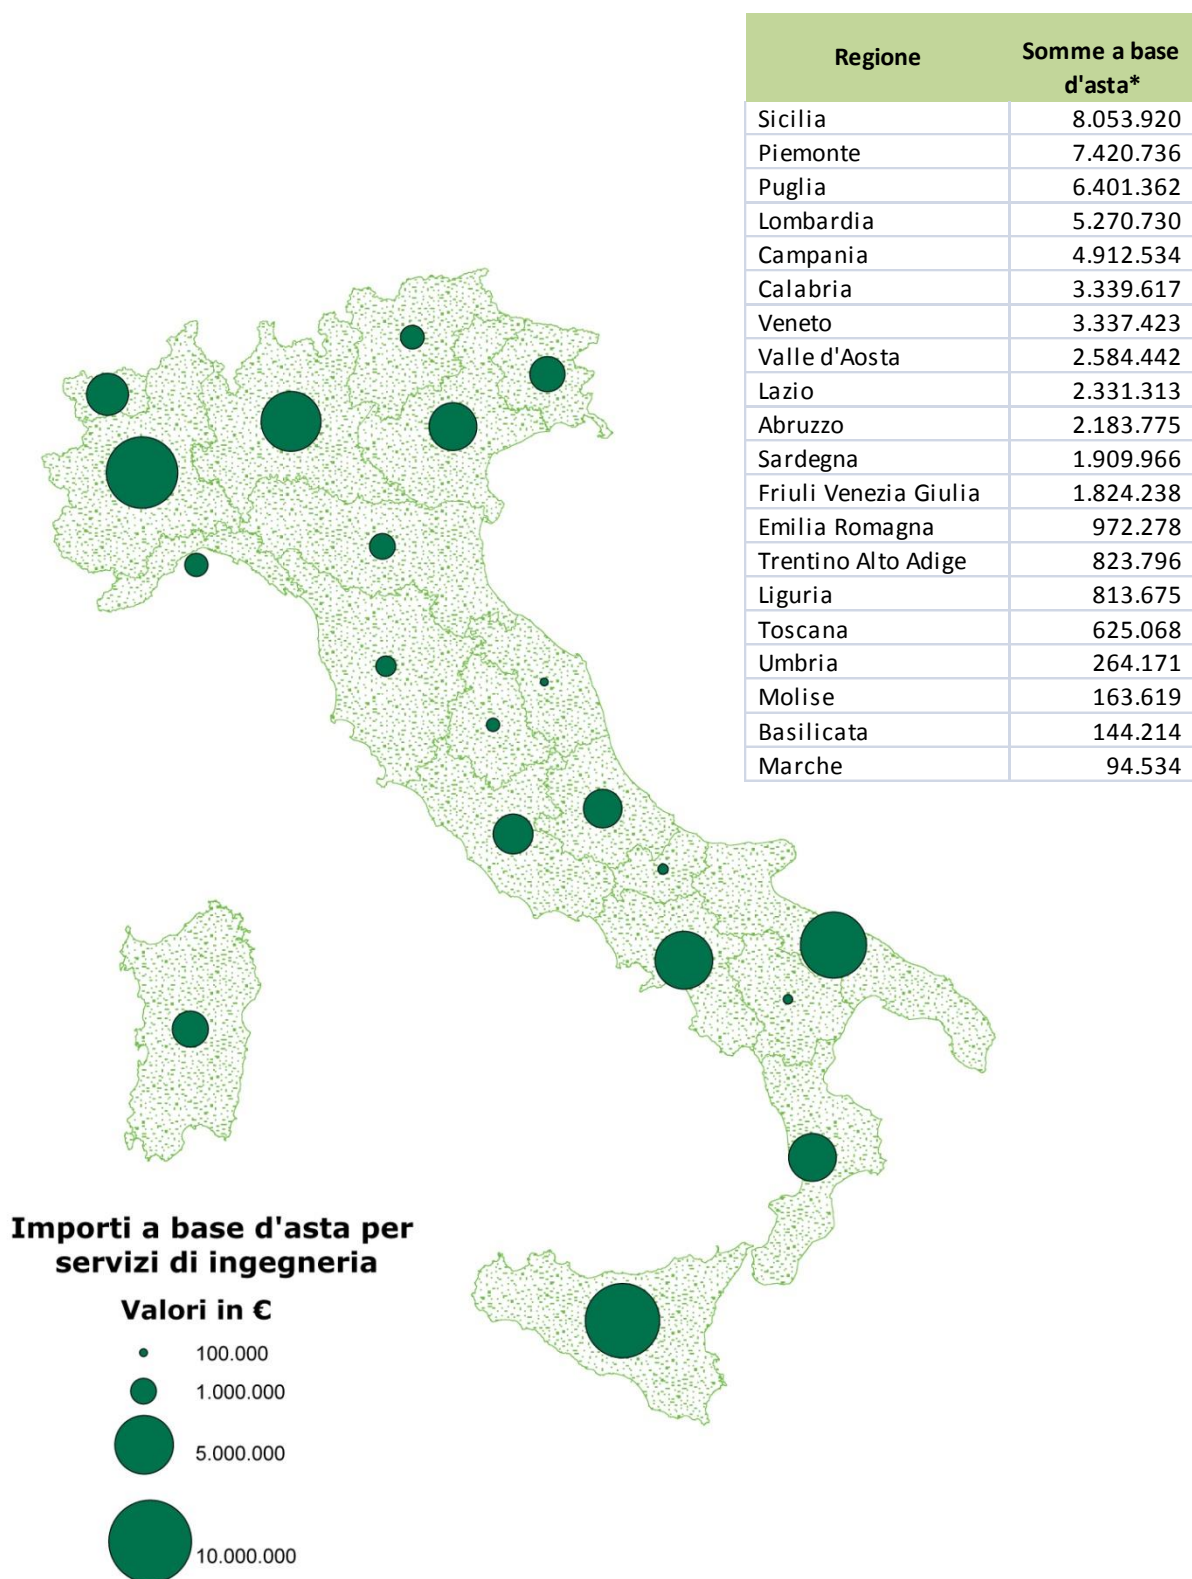 Regione Somme a base
d'asta*
Sicilia 8.053.920
Piemonte 7.420.736
Puglia 6.401.362
Lombardia 5.270.730
Campania 4.912.534
Calabria 3.339.617
Veneto 3.337.423
Valle d'Aosta 2.584.442
Lazio 2.331.313
Abruzzo 2.183.775
Sardegna 1.909.966
Friuli Venezia Giulia 1.824.238
Emilia Romagna 972.278
Trentino Alto Adige 823.796
Liguria 813.675
Toscana 625.068
Umbria 264.171
Molise 163.619
Basilicata 144.214
Marche 94.534
Importi a base d'asta per
servizi di ingegneria
Valori in €
100.000
1.000.000
5.000.000
10.000.000